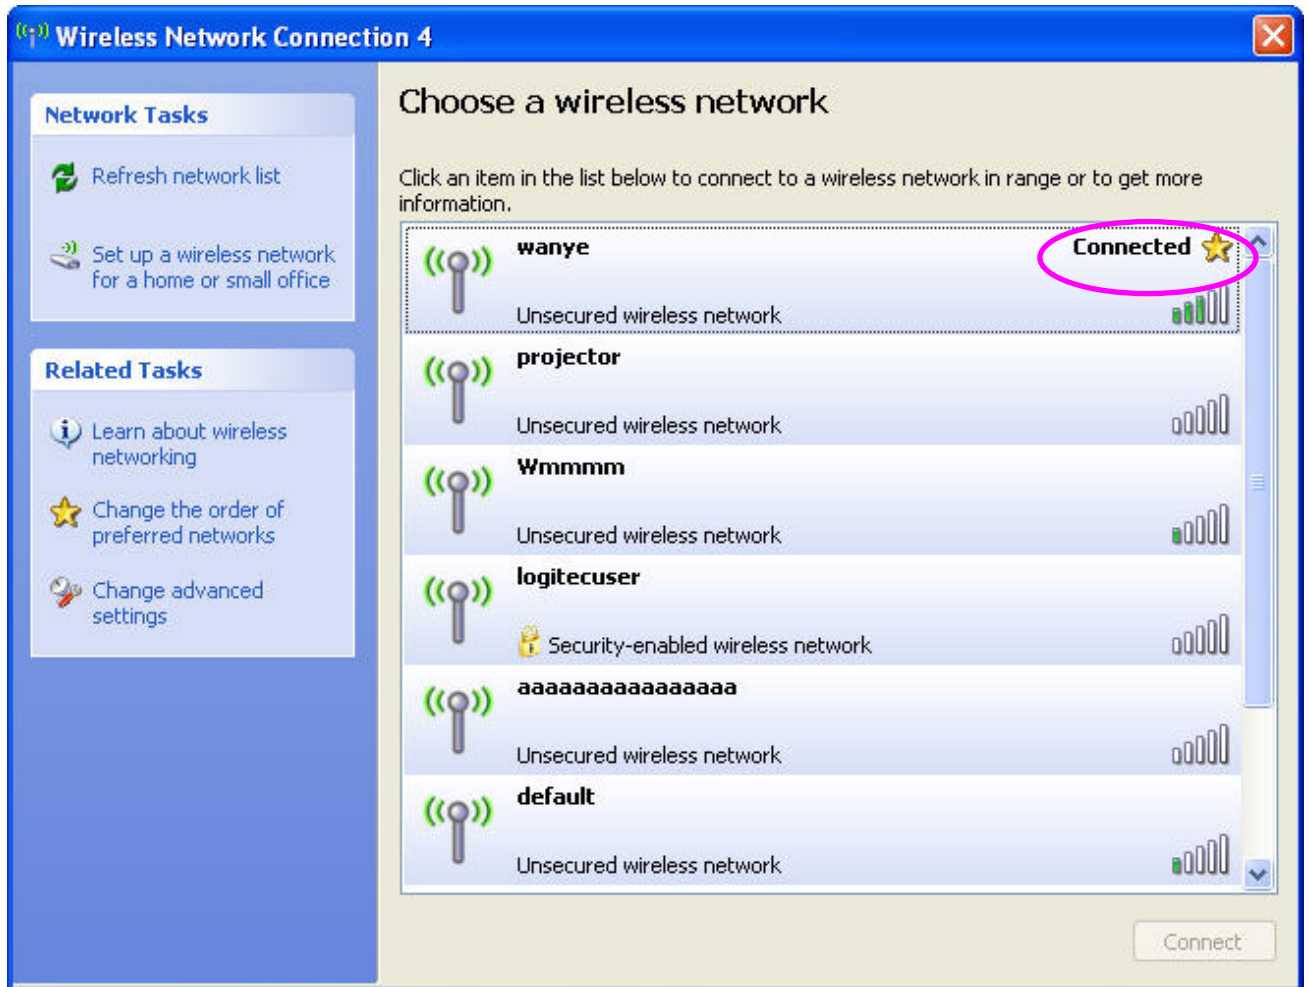 Wireless Network Connection 4
Network Tasks
Refresh network list
Set up a wireless network
for a home or small office
Related Tasks
Learn about wireless
networking
Change the order of
preferred networks
Change advanced
settings
Choose a wireless network
Click an item in the list below to connect to a wireless network in range or to get more
information.
wanye Connected
Unsecured wireless network
projector
Unsecured wireless network
Wmmmm
Unsecured wireless network
logitecuser
Security-enabled wireless network
aaaaaaaaaaaaaaaa
Unsecured wireless network
default
Unsecured wireless network
Connect